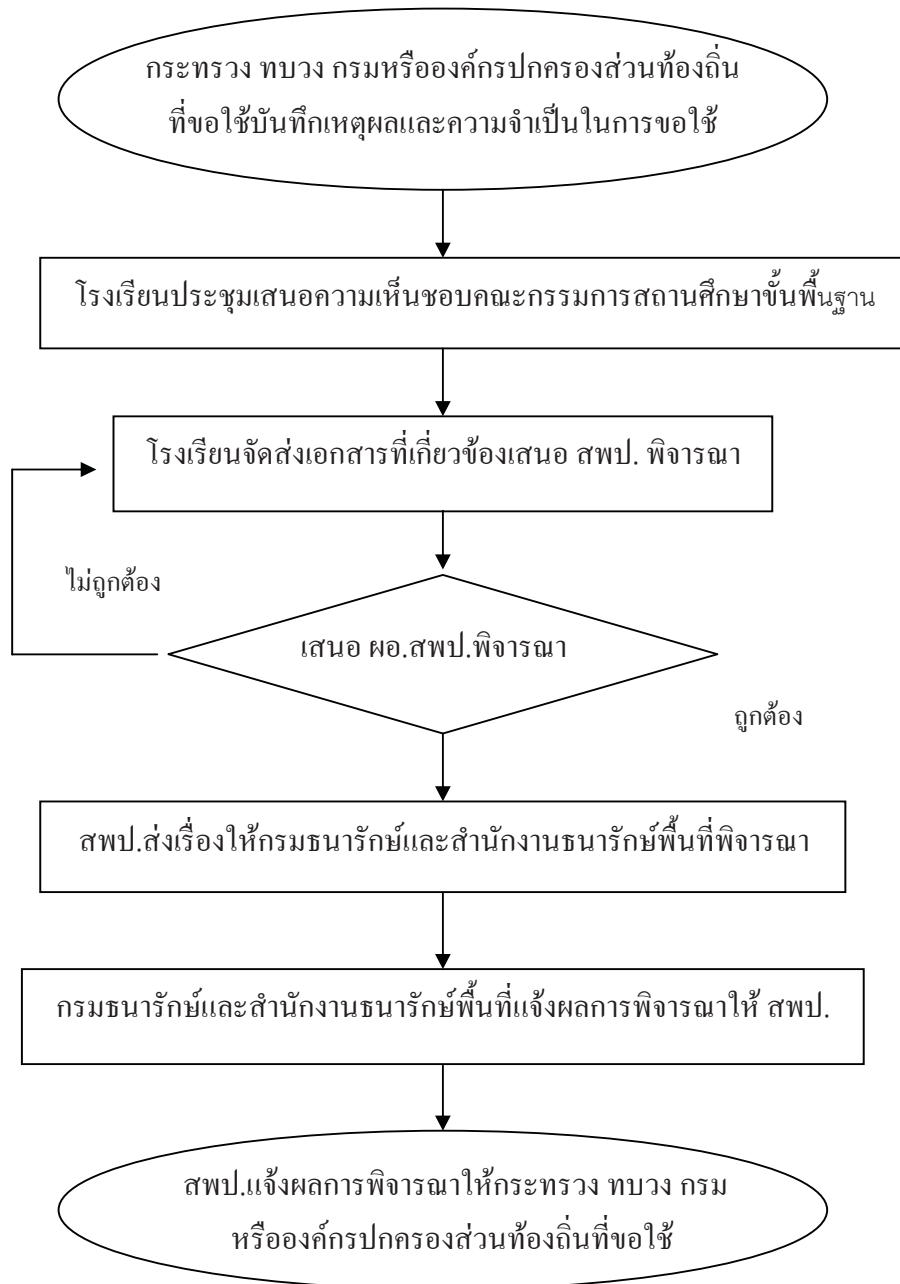 กระทรวง ทบวง กรมหรือองค์กรปกครองส่วนท้องถิ่น
ที่ขอใช้บันทึกเหตุผลและความจำเป็นในการขอใช้
โรงเรียนประชุมเสนอความเห็นชอบคณะกรรมการสถานศึกษาขั้นพื้นฐาน
โรงเรียนจัดส่งเอกสารที่เกี่ยวข้องเสนอ สพป. พิจารณา
ไม่ถูกต้อง
เสนอ ผอ.สพป.พิจารณา
ถูกต้อง
สพป.ส่งเรื่องให้กรมธนารักษ์และสำนักงานธนารักษ์พื้นที่พิจารณา
กรมธนารักษ์และสำนักงานธนารักษ์พื้นที่แจ้งผลการพิจารณาให้ สพป.
สพป.แจ้งผลการพิจารณาให้กระทรวง ทบวง กรม
หรือองค์กรปกครองส่วนท้องถิ่นที่ขอใช้